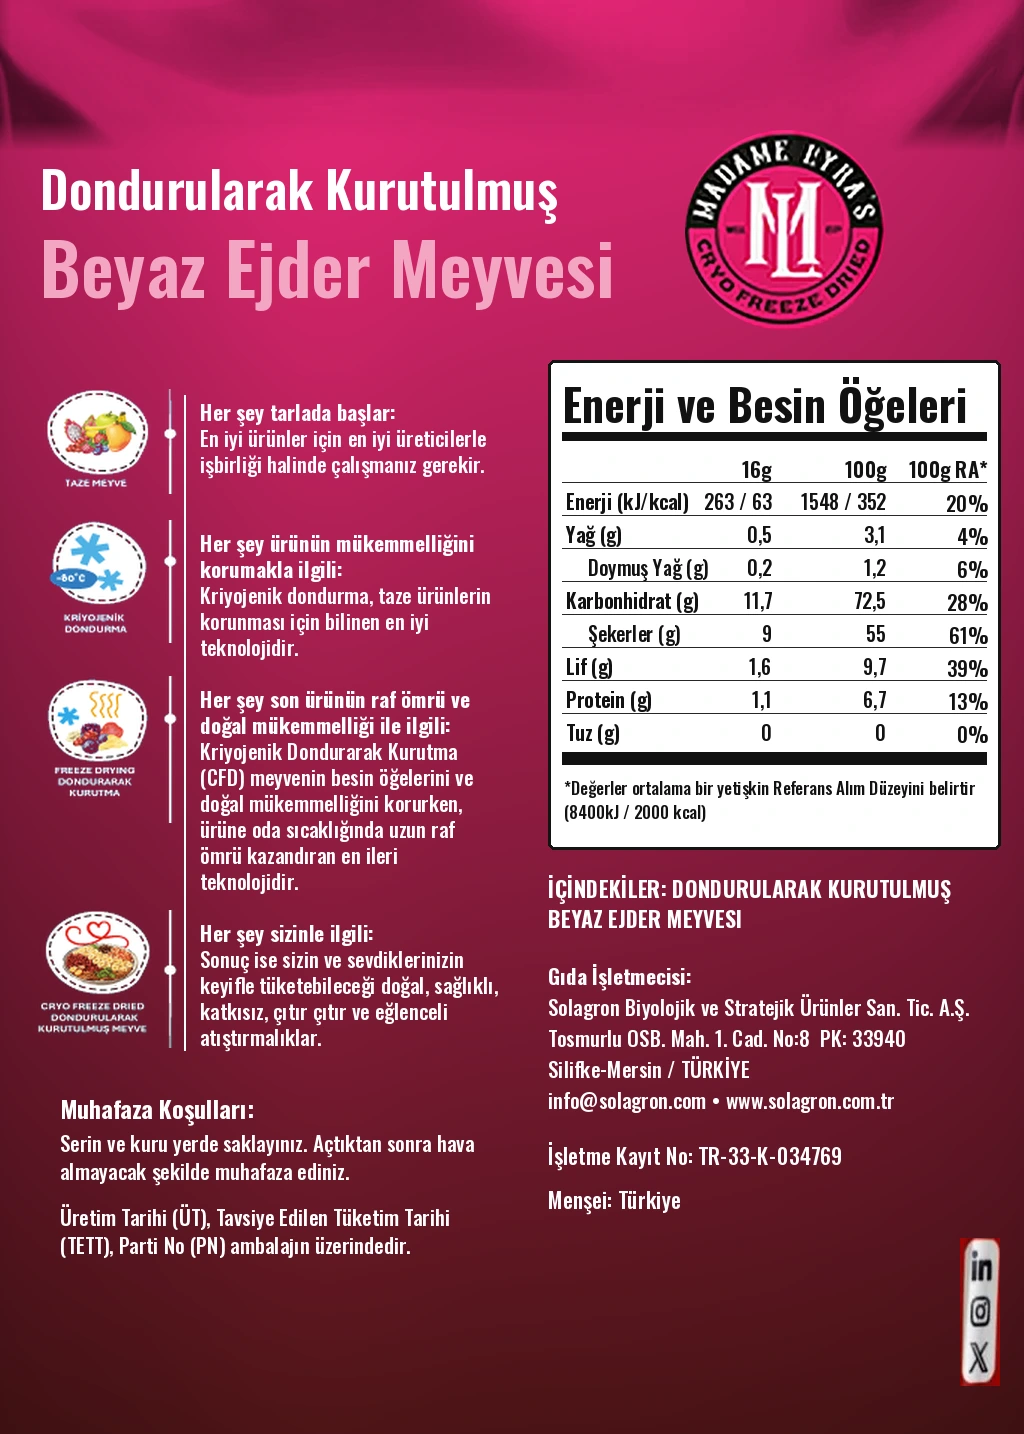 Dondurularak Kurutulmuş
Beyaz Ejder Meyvesi
MADAME LYRA'S
ML
CRYO FREEZE DRIED
TAZE MEYVE
Her şey tarlada başlar:
En iyi ürünler için en iyi üreticilerle
işbirliği halinde çalışmanız gerekir.
-80°C
KRİYOJENİK
DONDURMA
Her şey ürünün mükemmelliğini
korumakla ilgili:
Kriyojenik dondurma, taze ürünlerin
korunması için bilinen en iyi
teknolojidir.
FREEZE DRYING
DONDURARAK
KURUTMA
Her şey son ürünün raf ömrü ve
doğal mükemmelliği ile ilgili:
Kriyojenik Dondurarak Kurutma
(CFD) meyvenin besin öğelerini ve
doğal mükemmelliğini korurken,
ürüne oda sıcaklığında uzun raf
ömrü kazandıran en ileri
teknolojidir.
CRYO FREEZE DRIED
DONDURULARAK
KURUTULMUŞ MEYVE
Her şey sizinle ilgili:
Sonuç ise sizin ve sevdiklerinizin
keyifle tüketebileceği doğal, sağlıklı,
katkısız, çıtır çıtır ve eğlenceli
atıştırmalıklar.
Muhafaza Koşulları:
Serin ve kuru yerde saklayınız. Açtıktan sonra hava
almayacak şekilde muhafaza ediniz.
Üretim Tarihi (ÜT), Tavsiye Edilen Tüketim Tarihi
(TETT), Parti No (PN) ambalajın üzerindedir.
Enerji ve Besin Öğeleri
16g 100g 100g RA*
Enerji (kJ/kcal) 263 / 63 1548 / 352 20%
Yağ (g) 0,5 3,1 4%
Doymuş Yağ (g) 0,2 1,2 6%
Karbonhidrat (g) 11,7 72,5 28%
Şekerler (g) 9 55 61%
Lif (g) 1,6 9,7 39%
Protein (g) 1,1 6,7 13%
Tuz (g) 0 0 0%
*Değerler ortalama bir yetişkin Referans Alım Düzeyini belirtir
(8400kJ / 2000 kcal)
İÇİNDEKİLER: DONDURULARAK KURUTULMUŞ
BEYAZ EJDER MEYVESI
Gıda İşletmecisi:
Solagron Biyolojik ve Stratejik Ürünler San. Tic. A.Ş.
Tosmurlu OSB. Mah. 1. Cad. No:8 PK: 33940
Silifke-Mersin / TÜRKİYE
info@solagron.com • www.solagron.com.tr
İşletme Kayıt No: TR-33-K-034769
Menşei: Türkiye
in
X